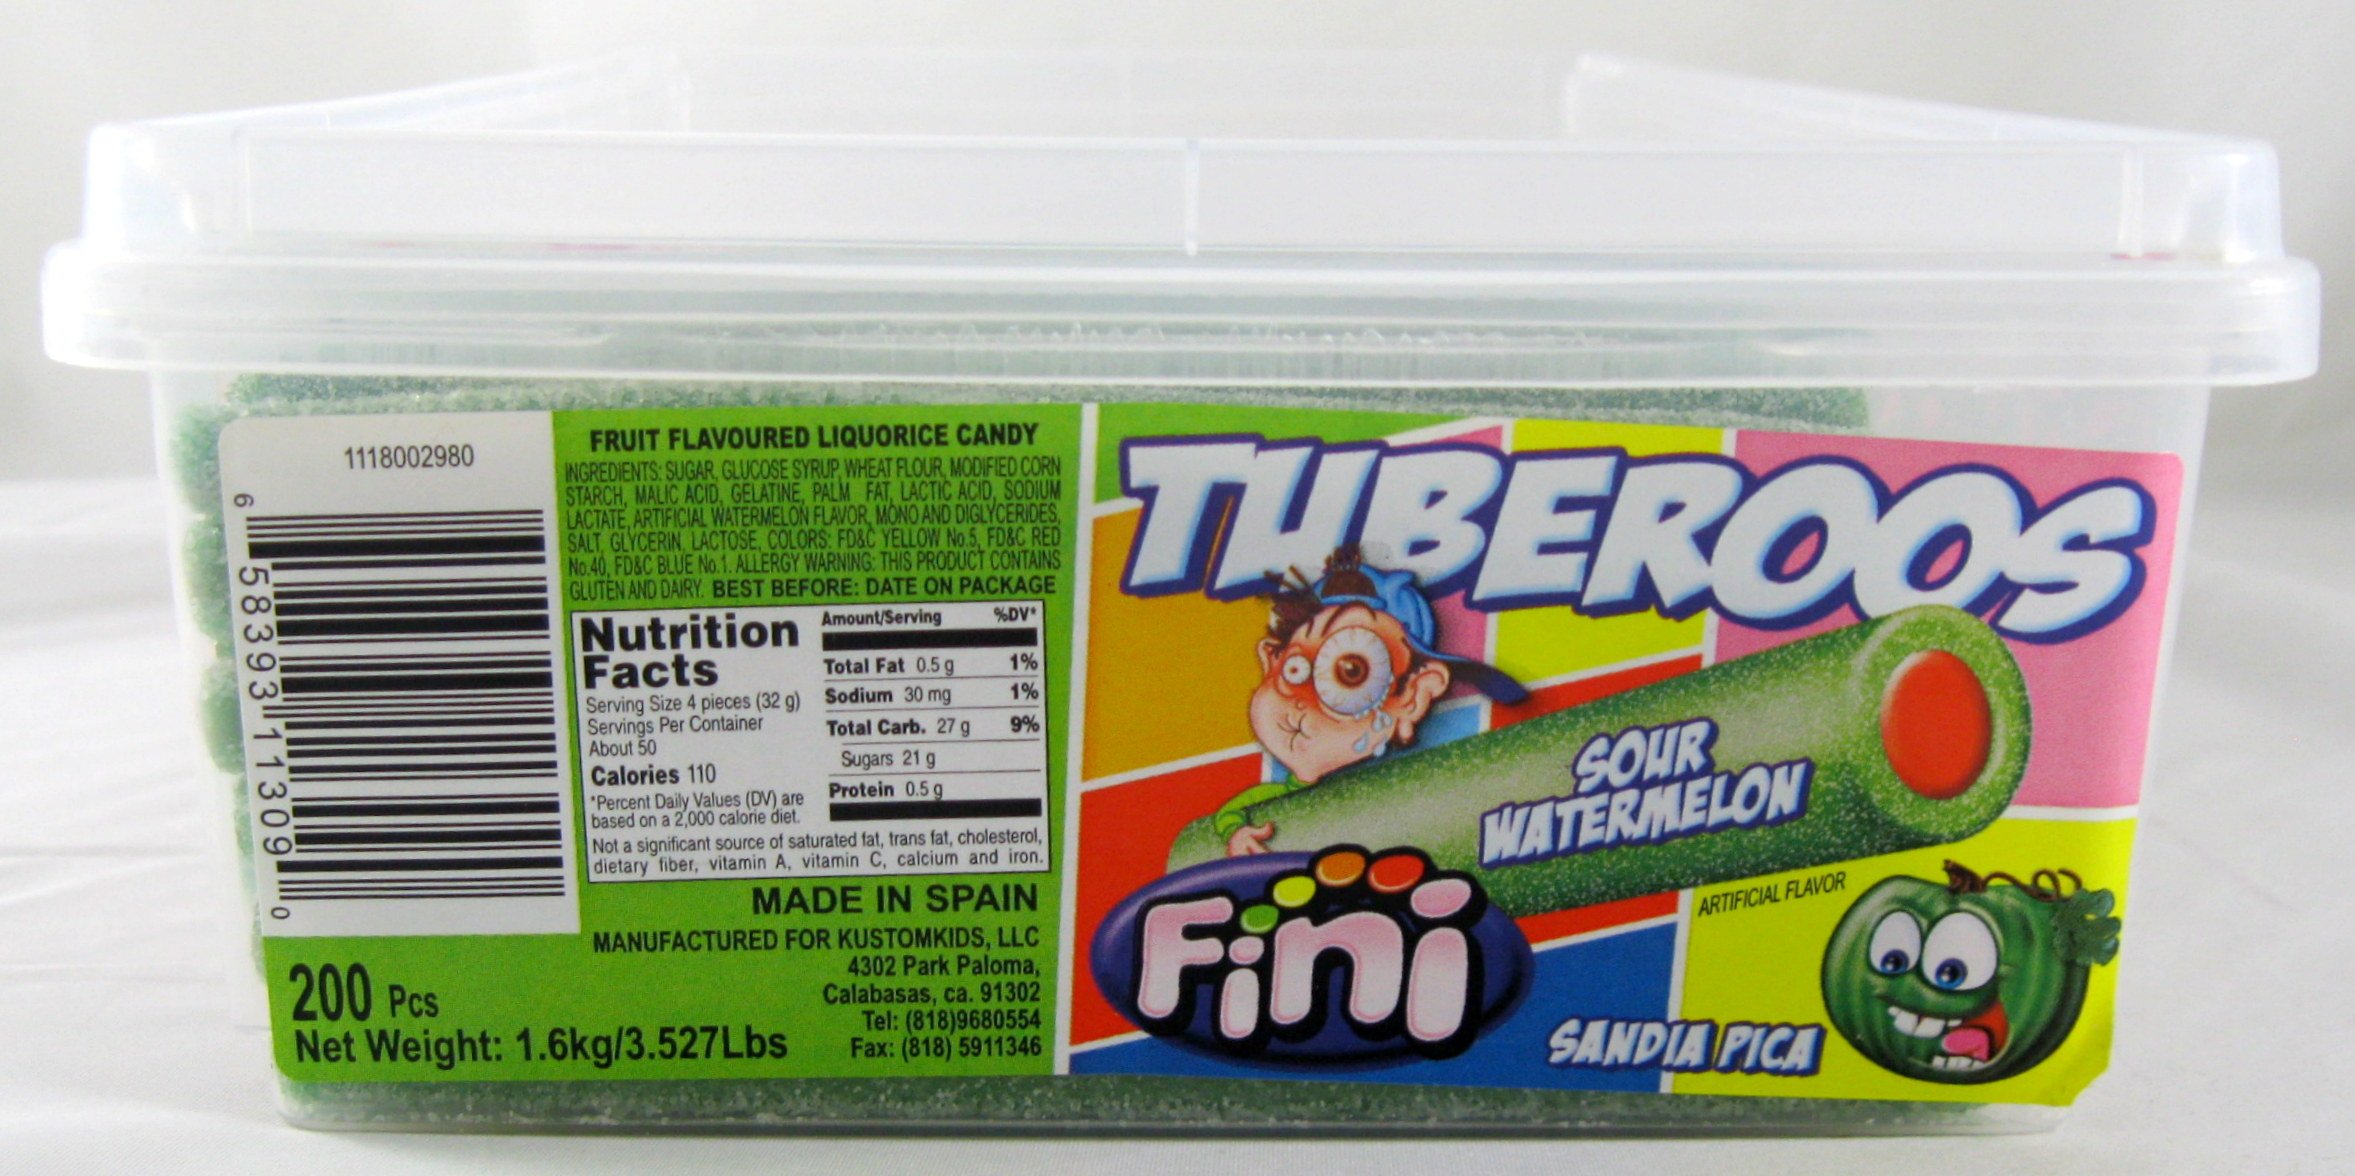 1118002980
6 58393 11309 0
FRUIT FLAVOURED LIQUORICE CANDY
INGREDIENTS: SUGAR, GLUCOSE SYRUP, WHEAT FLOUR, MODIFIED CORN
STARCH, MALIC ACID, GELATINE, PALM FAT, LACTIC ACID, SODIUM
LACTATE, ARTIFICIAL WATERMELON FLAVOR, MONO AND DIGLYCERIDES,
SALT, GLYCERIN, LACTOSE, COLORS: FD&C YELLOW No.5, FD&C RED
No.40, FD&C BLUE No.1. ALLERGY WARNING: THIS PRODUCT CONTAINS
GLUTEN AND DAIRY. BEST BEFORE: DATE ON PACKAGE
Nutrition
Facts
Serving Size 4 pieces (32 g)
Servings Per Container
About 50
Calories 110
*Percent Daily Values (DV) are
based on a 2,000 calorie diet.
Amount/Serving %DV*
Total Fat 0.5 g 1%
Sodium 30 mg 1%
Total Carb. 27 g 9%
Sugars 21 g
Protein 0.5 g
Not a significant source of saturated fat, trans fat, cholesterol,
dietary fiber, vitamin A, vitamin C, calcium and iron.
MADE IN SPAIN
MANUFACTURED FOR KUSTOMKIDS, LLC
4302 Park Paloma,
Calabasas, ca. 91302
Tel: (818)9680554
Fax: (818) 5911346
200 Pcs
Net Weight: 1.6kg/3.527Lbs
TUBEROOS
SOUR
WATERMELON
ARTIFICIAL FLAVOR
Fini
SANDIA PICA